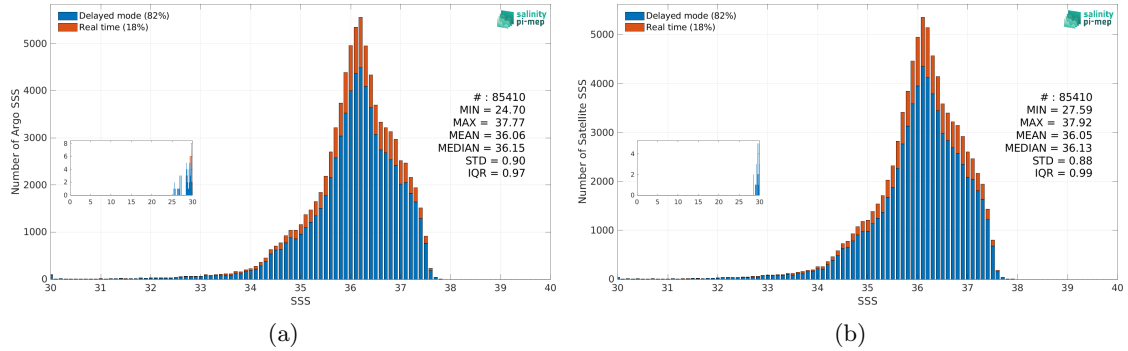 Delayed mode (82%)
Real time (18%)
salinity
pi-mep
5000
4000
3000
2000
1000
0
Number of Argo SSS
# : 85410
MIN = 24.70
MAX = 37.77
MEAN = 36.06
MEDIAN = 36.15
STD = 0.90
IQR = 0.97
8
6
4
2
0
0 5 10 15 20 25 30
30 31 32 33 34 35 36 37 38 39 40
SSS
(a)
Delayed mode (82%)
Real time (18%)
salinity
pi-mep
5000
4000
3000
2000
1000
0
Number of Satellite SSS
# : 85410
MIN = 27.59
MAX = 37.92
MEAN = 36.05
MEDIAN = 36.13
STD = 0.88
IQR = 0.99
4
2
0
0 5 10 15 20 25 30
30 31 32 33 34 35 36 37 38 39 40
SSS
(b)